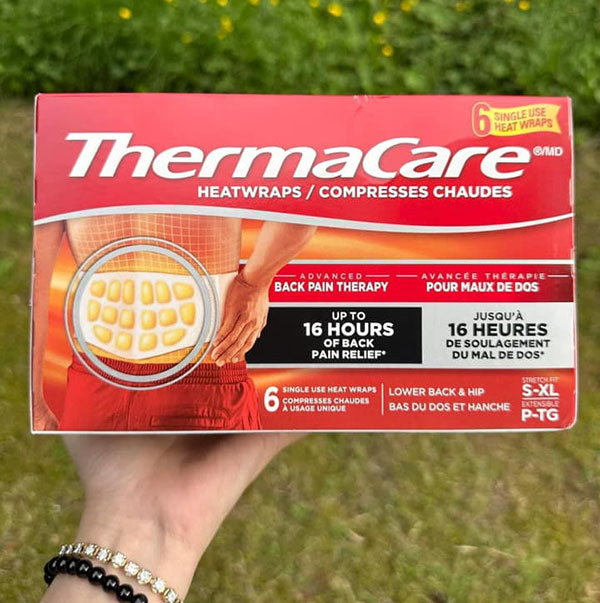 6 SINGLE USE
HEAT WRAPS
ThermaCare ®/MD
HEATWRAPS / COMPRESSES CHAUDES
ADVANCED
BACK PAIN THERAPY
AVANCÉE THÉRAPIE
POUR MAUX DE DOS
UP TO
16 HOURS
OF BACK
PAIN RELIEF*
JUSQU'À
16 HEURES
DE SOULAGEMENT
DU MAL DE DOS*
6 SINGLE USE HEAT WRAPS
COMPRESSES CHAUDES
À USAGE UNIQUE
LOWER BACK & HIP
BAS DU DOS ET HANCHE
STRETCH FIT
S-XL
EXTENSIBLE
P-TG